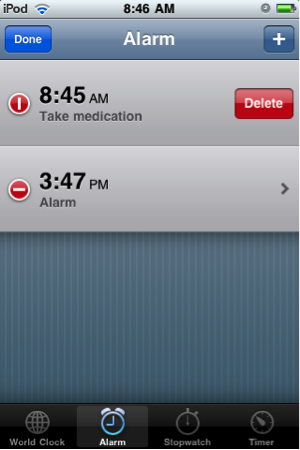 iPod 8:46 AM
Done Alarm +
8:45 AM
Take medication
Delete
3:47 PM
Alarm
World Clock Alarm Stopwatch Timer